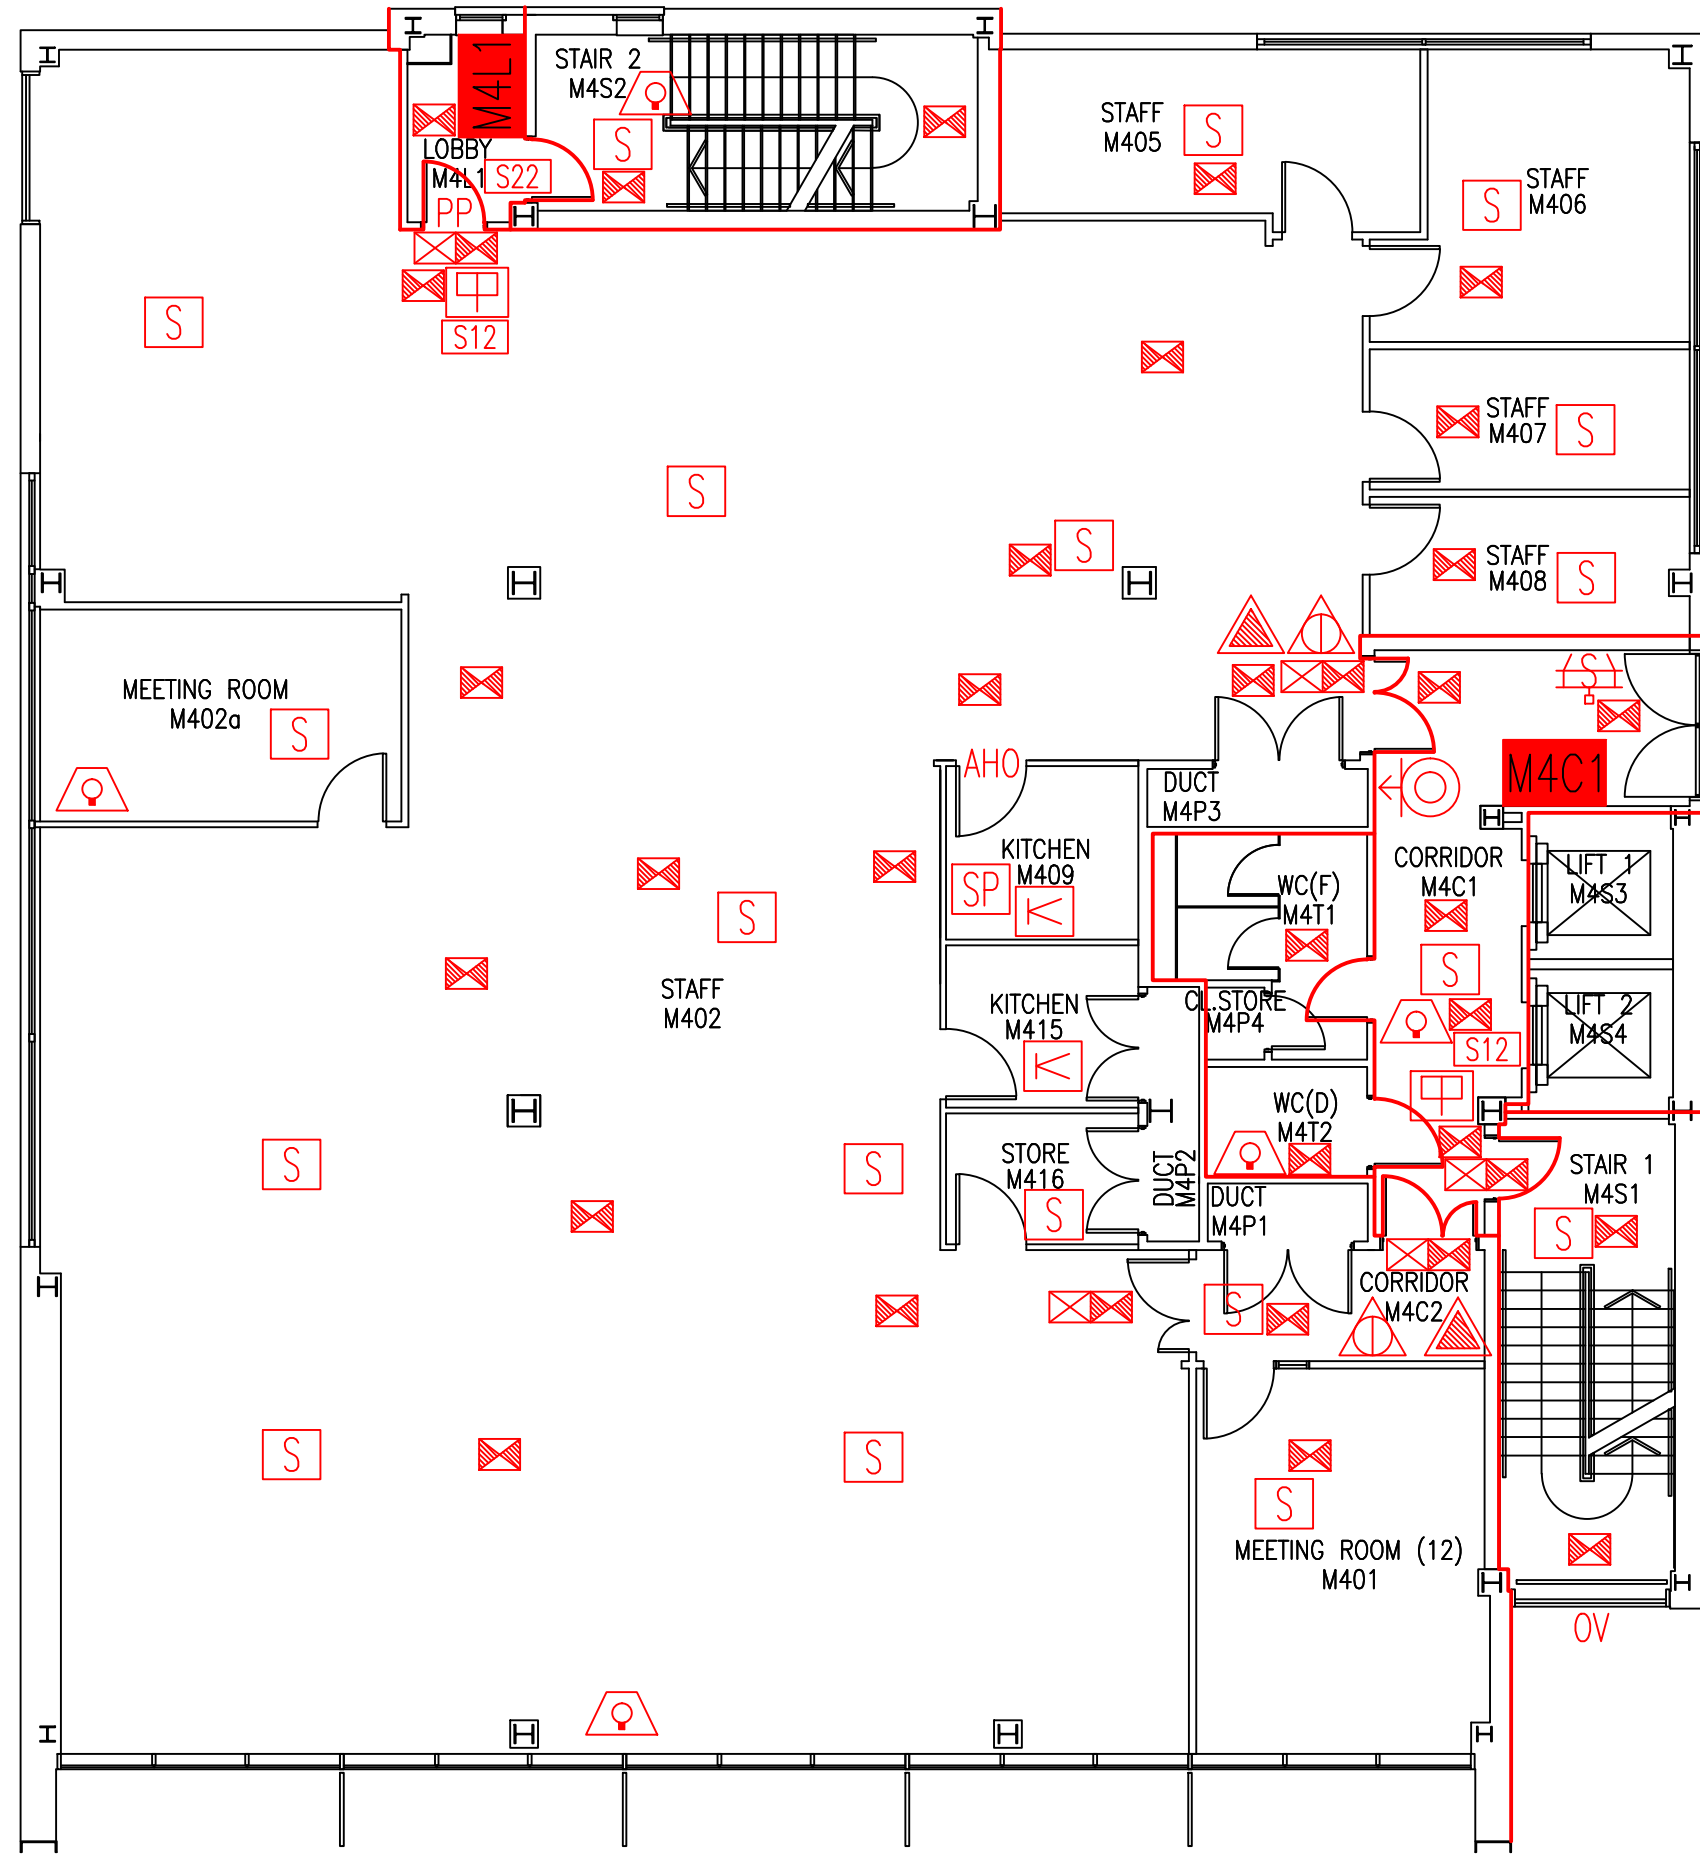 M4L1
STAIR 2
M4S2
S
LOBBY
M4L1
S22
PP
S12
STAFF
M405
S
STAFF
M406
S
S
STAFF
M407
S
S
S
STAFF
M408
S
MEETING ROOM
M402a
S
S
AHO
DUCT
M4P3
M4C1
KITCHEN
M409
SP
WC(F)
M4T1
CORRIDOR
M4C1
LIFT 1
M4S3
S
S
STAFF
M402
KITCHEN
M415
CL.STORE
M4P4
LIFT 2
M4S4
S12
WC(D)
M4T2
S
S
STORE
M416
S
DUCT
M4P2
DUCT
M4P1
STAIR 1
M4S1
S
CORRIDOR
M4C2
S
S
S
S
MEETING ROOM (12)
M401
OV